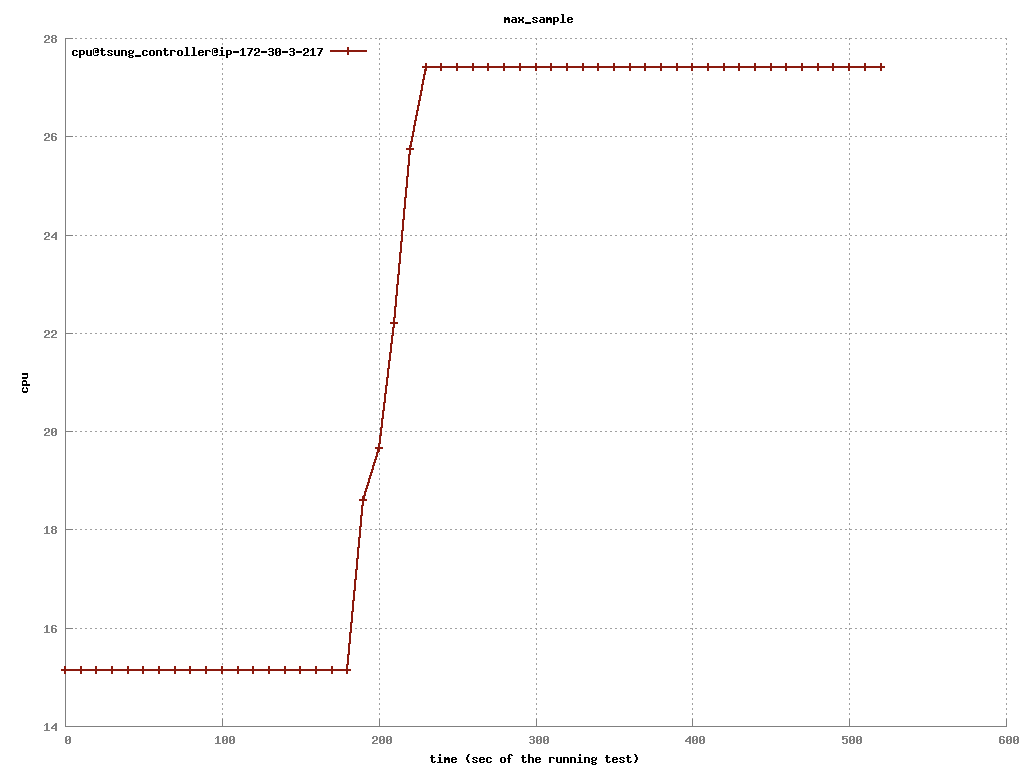 max_sample
cpu@tsung_controller@ip-172-30-3-217
28
26
24
22
20
18
16
14
cpu
0 100 200 300 400 500 600
time (sec of the running test)